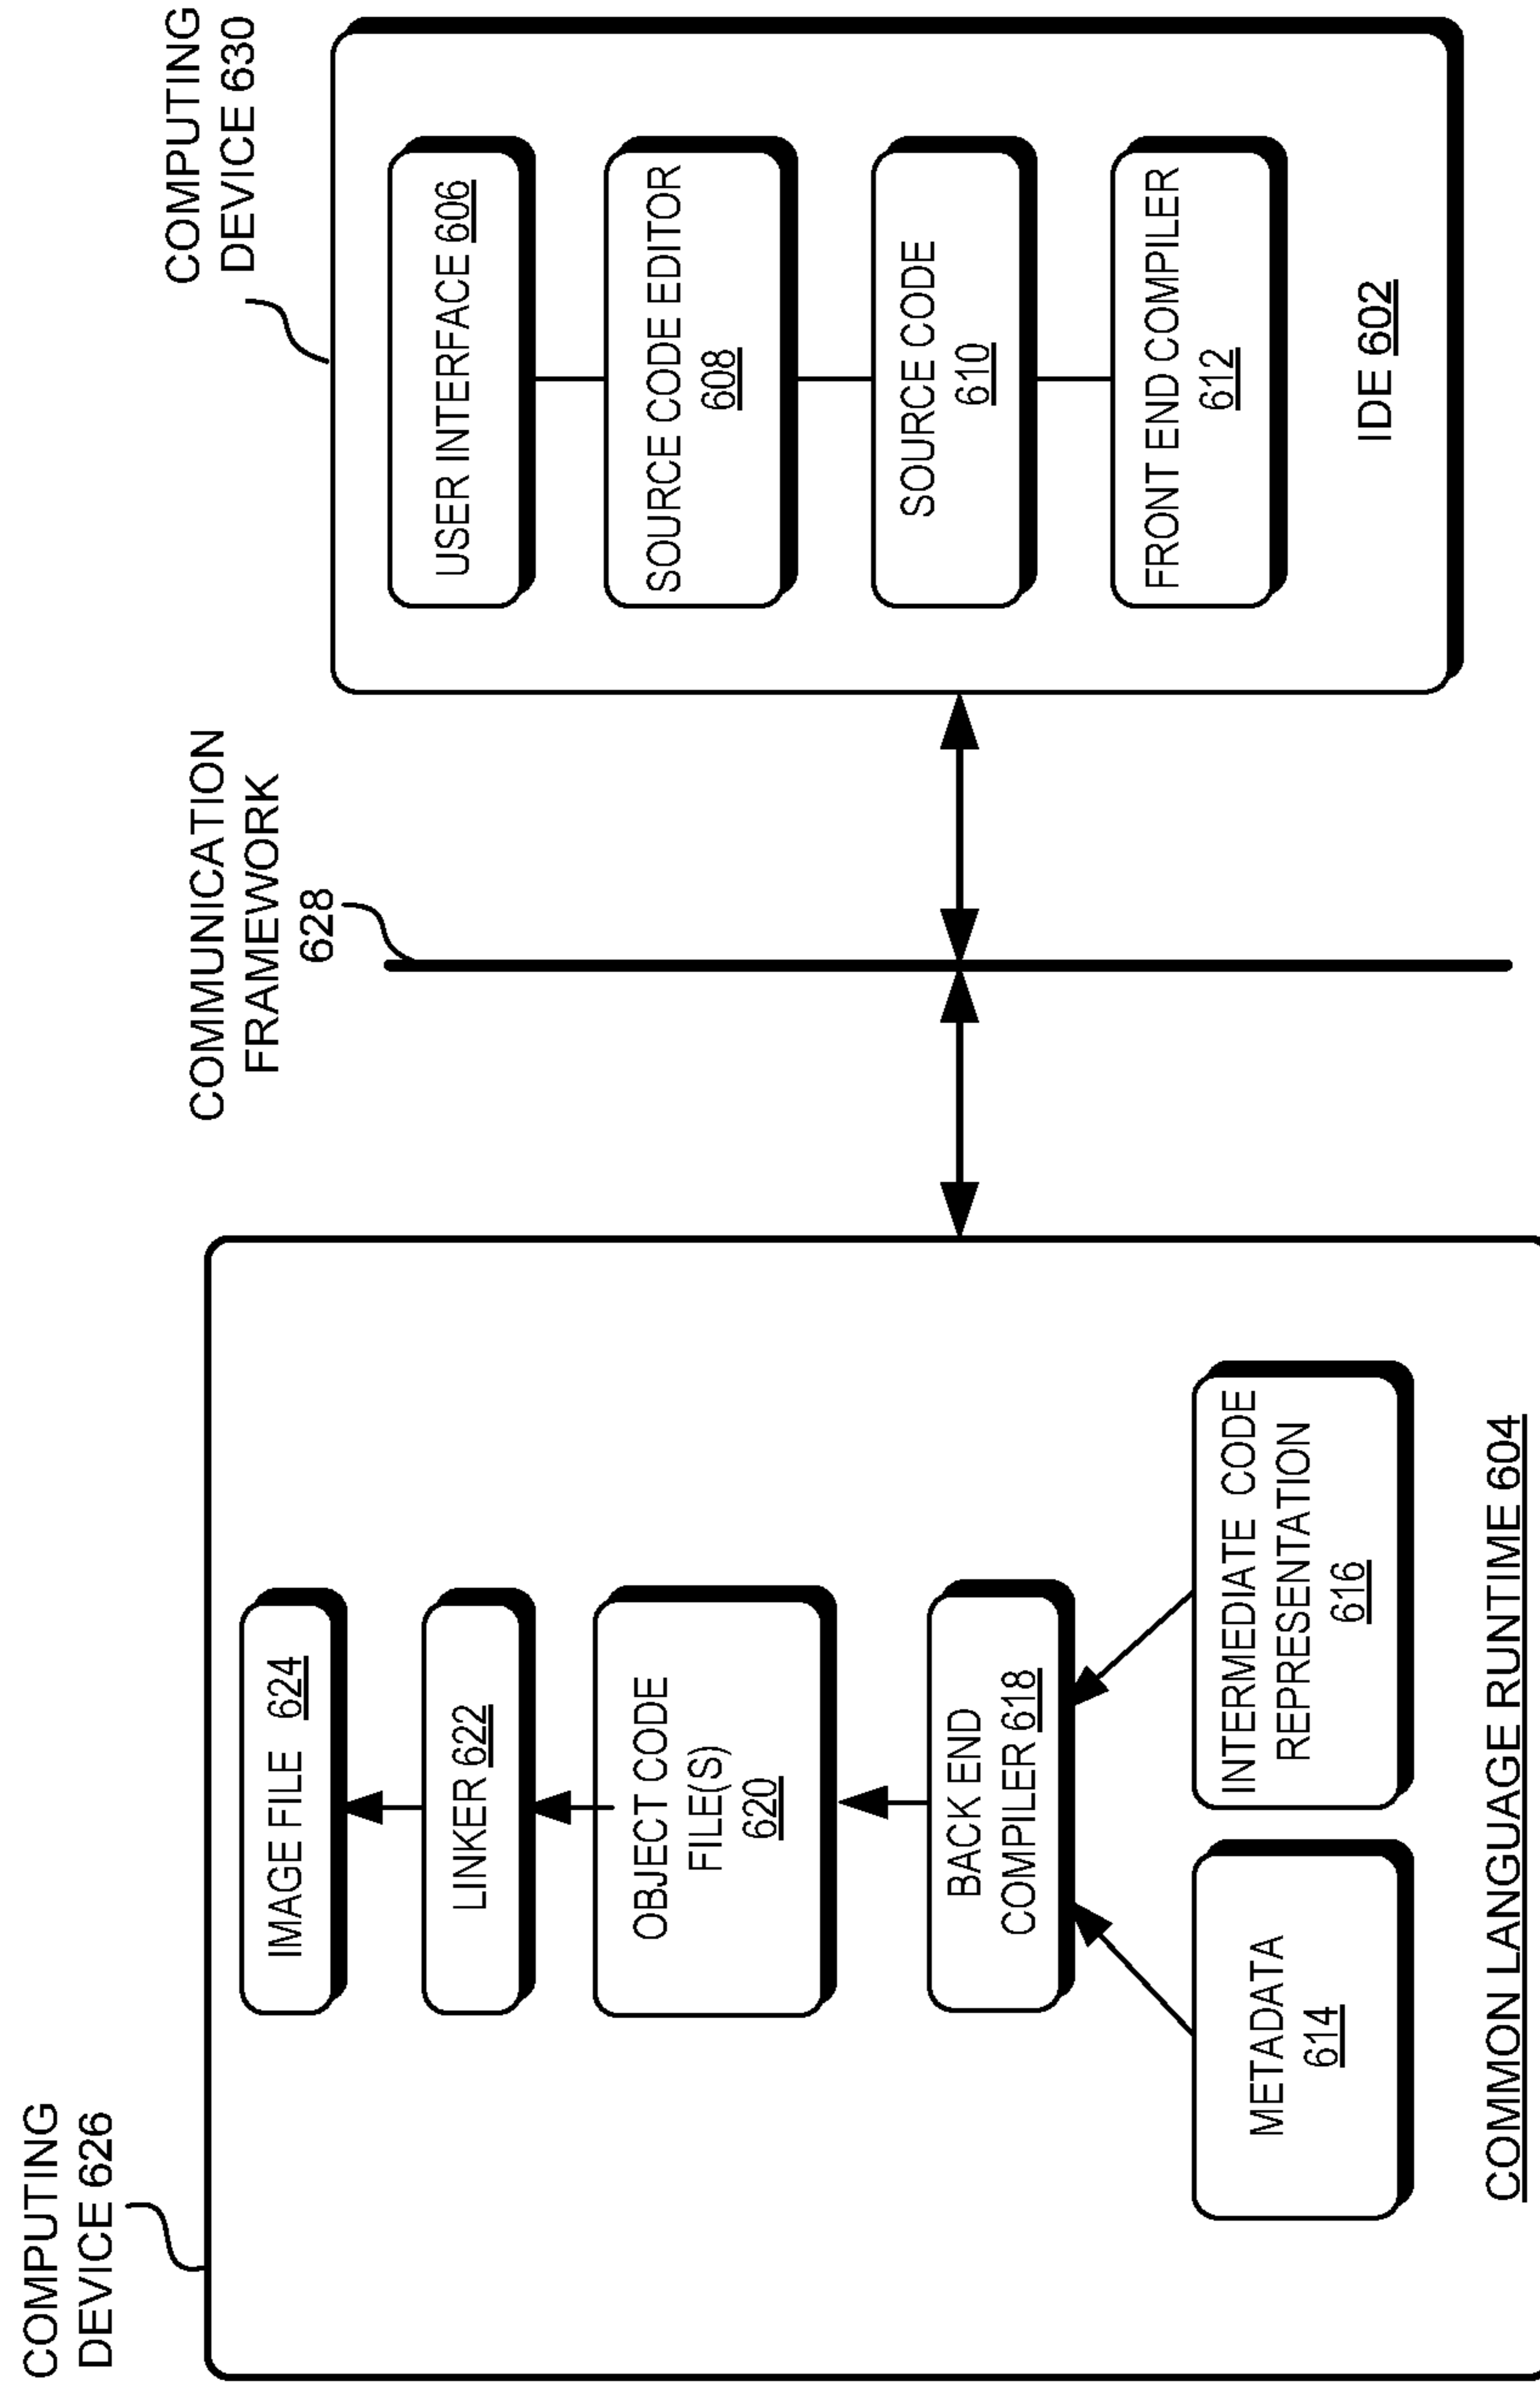 COMPUTING
DEVICE 626
IMAGE FILE 624
LINKER 622
OBJECT CODE
FILE(S)
620
BACK END
COMPILER 618
METADATA
614
INTERMEDIATE CODE
REPRESENTATION
616
COMMON LANGUAGE RUNTIME 604
COMMUNICATION
FRAMEWORK
628
COMPUTING
DEVICE 630
USER INTERFACE 606
SOURCE CODE EDITOR
608
SOURCE CODE
610
FRONT END COMPILER
612
IDE 602